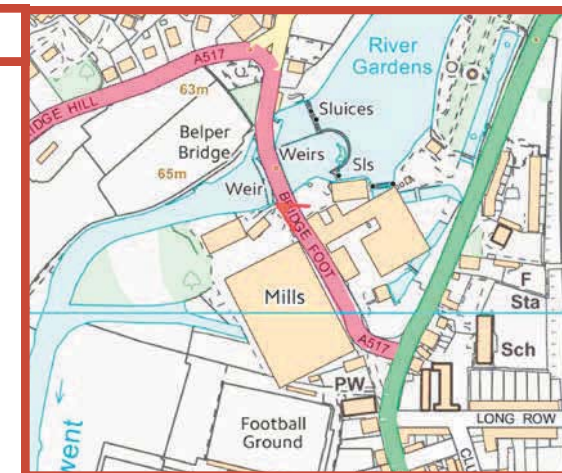 A517
River
Gardens
63m
BRIDGE HILL
Sluices
Belper
Bridge
Weirs
Sls
65m
Weir
BRIDGE FOOT
Mills
F
Sta
A517
Sch
PW
1
LONG ROW
Football
Ground